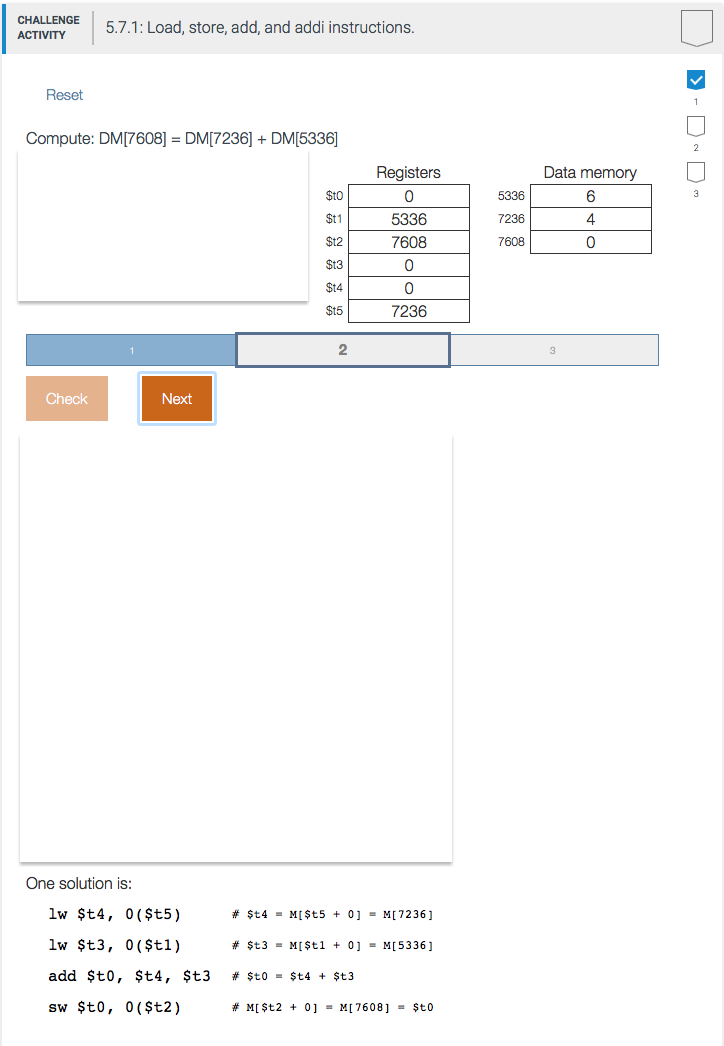 CHALLENGE
ACTIVITY
5.7.1: Load, store, add, and addi instructions.
Reset
1
2
3
Compute: DM[7608] = DM[7236] + DM[5336]
Registers
$t0 0
$t1 5336
$t2 7608
$t3 0
$t4 0
$t5 7236
Data memory
5336 6
7236 4
7608 0
1 2 3
Check Next
One solution is:
lw $t4, 0($t5) # $t4 = M[$t5 + 0] = M[7236]
lw $t3, 0($t1) # $t3 = M[$t1 + 0] = M[5336]
add $t0, $t4, $t3 # $t0 = $t4 + $t3
sw $t0, 0($t2) # M[$t2 + 0] = M[7608] = $t0